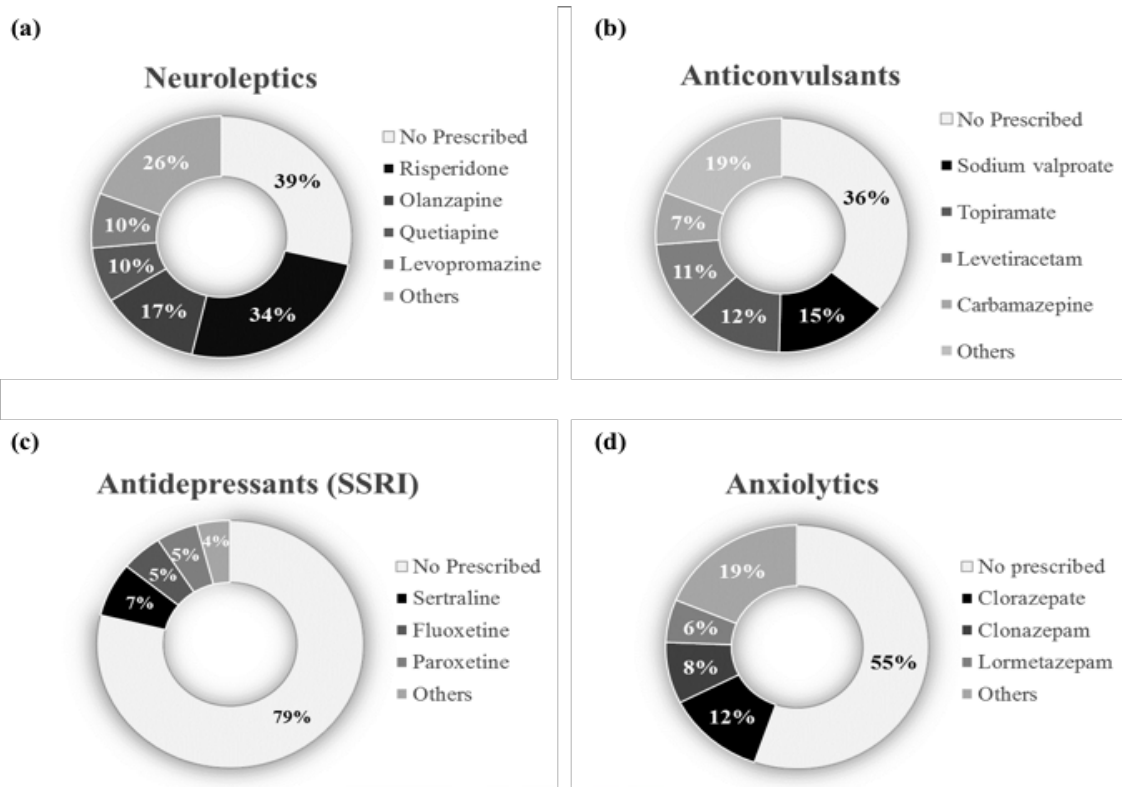 (a)
Neuroleptics
26%
39%
10%
10%
17%
34%
No Prescribed
Risperidone
Olanzapine
Quetiapine
Levopromazine
Others
(b)
Anticonvulsants
19%
36%
7%
11%
12%
15%
No Prescribed
Sodium valproate
Topiramate
Levetiracetam
Carbamazepine
Others
(c)
Antidepressants (SSRI)
4%
5%
5%
7%
79%
No Prescribed
Sertraline
Fluoxetine
Paroxetine
Others
(d)
Anxiolytics
19%
6%
8%
12%
55%
No prescribed
Clorazepate
Clonazepam
Lormetazepam
Others